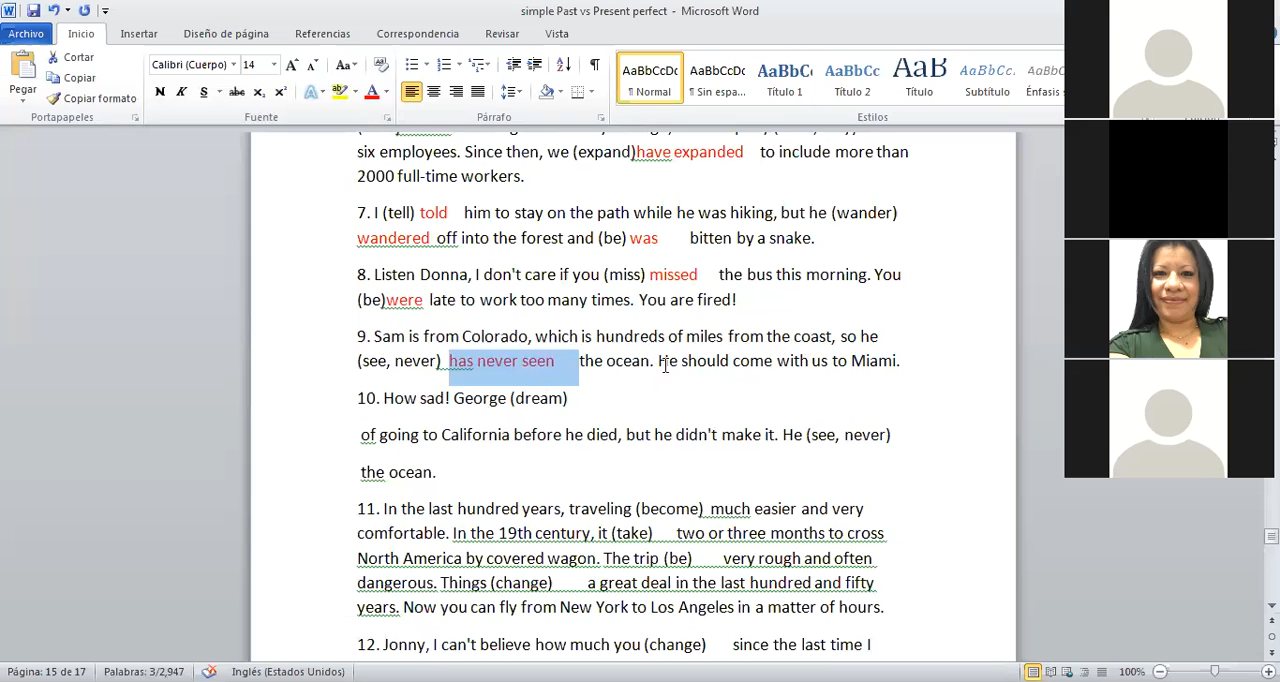 simple Past vs Present perfect - Microsoft Word
Archivo Inicio Insertar Diseño de página Referencias Correspondencia Revisar Vista
Cortar
Copiar
Copiar formato
Pegar
Calibri (Cuerpo) 14
N K S abc x₂ x² A A
AaBbCcDc AaBbCcDc AaBbC AaBbCc AaB AaBbCc. AaBbCc
¶ Normal ¶ Sin espa... Título 1 Título 2 Título Subtítulo Énfasis
Portapapeles Fuente Párrafo Estilos
six employees. Since then, we (expand)have expanded to include more than
2000 full-time workers.
7. I (tell) told him to stay on the path while he was hiking, but he (wander)
wandered off into the forest and (be) was bitten by a snake.
8. Listen Donna, I don't care if you (miss) missed the bus this morning. You
(be)were late to work too many times. You are fired!
9. Sam is from Colorado, which is hundreds of miles from the coast, so he
(see, never) has never seen the ocean. He should come with us to Miami.
10. How sad! George (dream)
of going to California before he died, but he didn't make it. He (see, never)
the ocean.
11. In the last hundred years, traveling (become) much easier and very
comfortable. In the 19th century, it (take) two or three months to cross
North America by covered wagon. The trip (be) very rough and often
dangerous. Things (change) a great deal in the last hundred and fifty
years. Now you can fly from New York to Los Angeles in a matter of hours.
12. Jonny, I can't believe how much you (change) since the last time I
Página: 15 de 17 Palabras: 3/2,947 Inglés (Estados Unidos) 100%